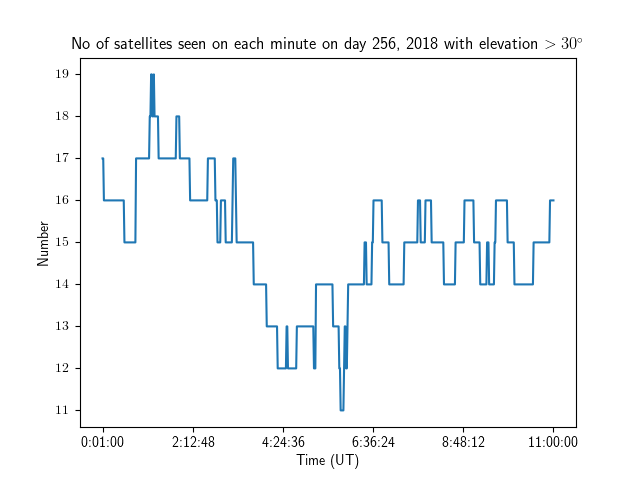 No of satellites seen on each minute on day 256, 2018 with elevation > 30°
19
18
17
16
15
14
13
12
11
Number
0:01:00 2:12:48 4:24:36 6:36:24 8:48:12 11:00:00
Time (UT)